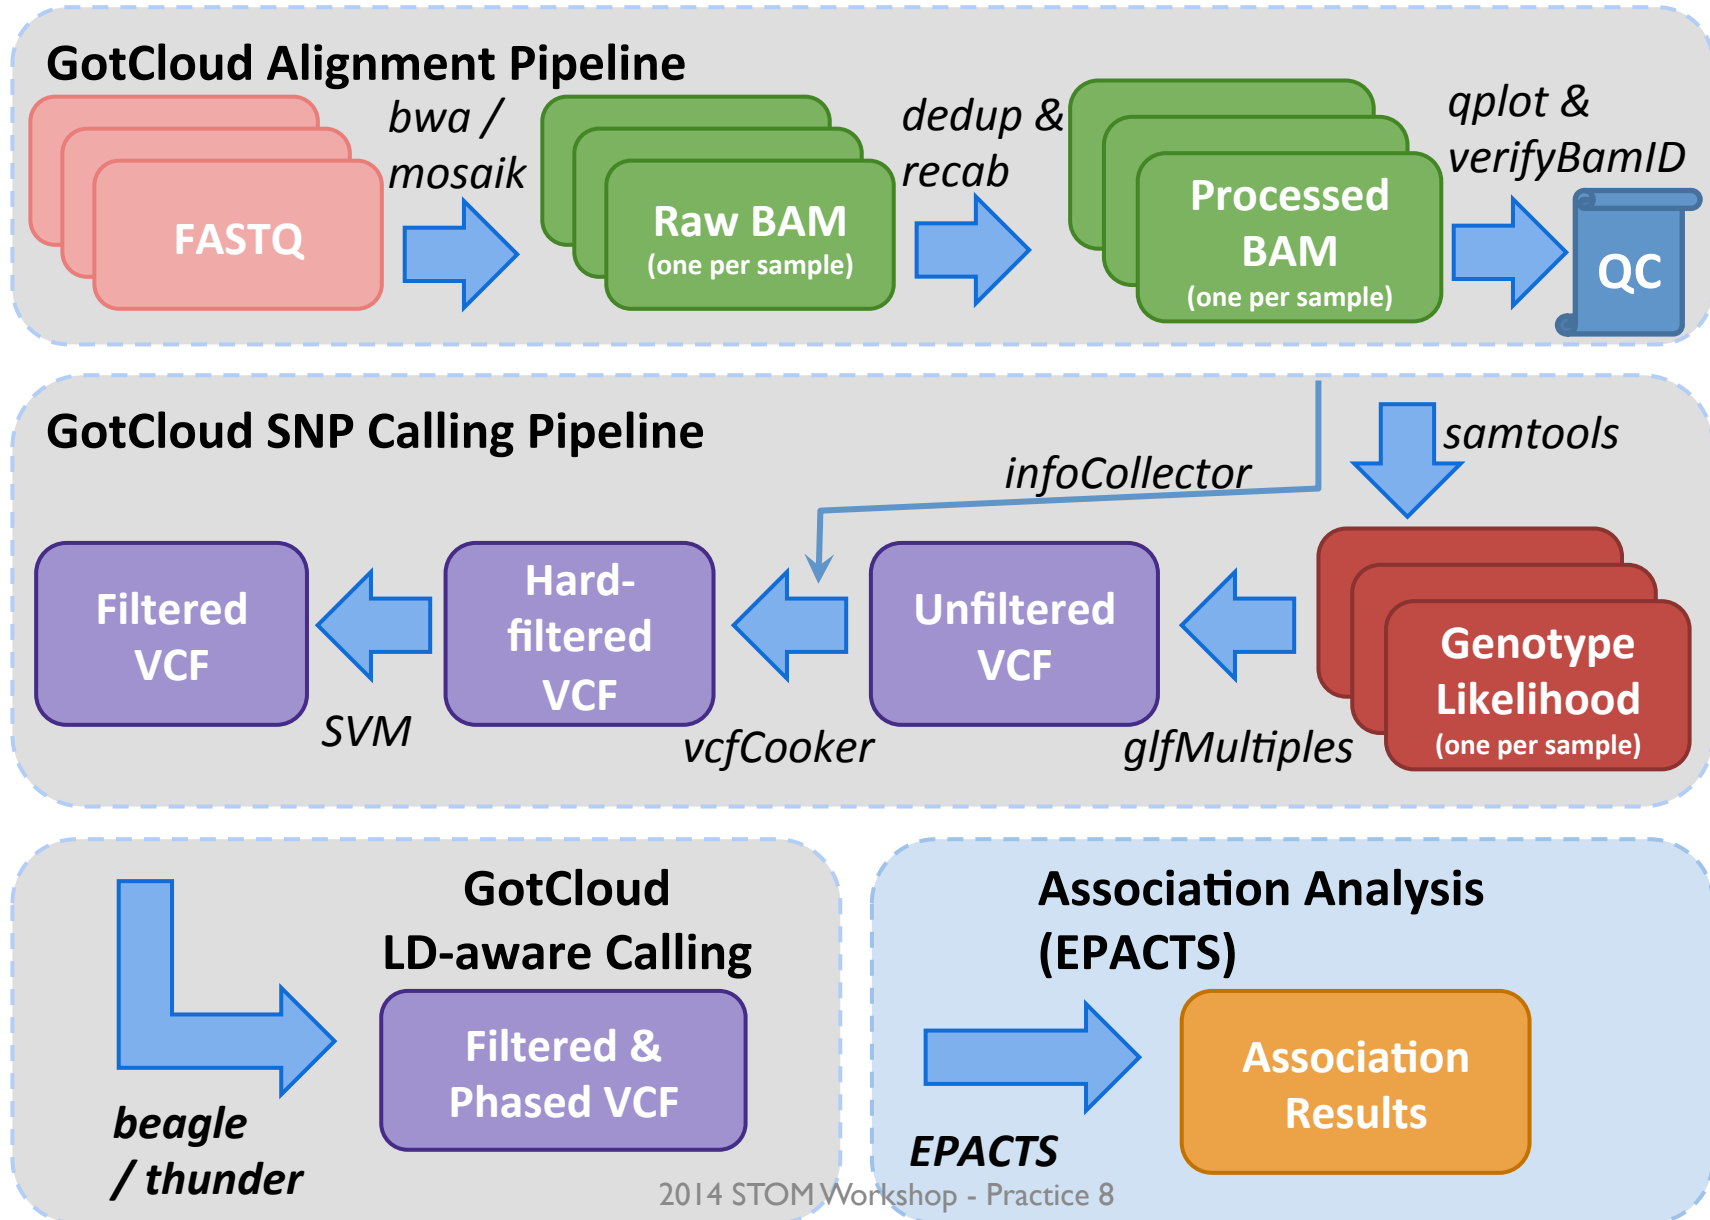 GotCloud Alignment Pipeline
bwa /
mosaik
dedup &
recab
qplot &
verifyBamID
FASTQ
Raw BAM
(one per sample)
Processed
BAM
(one per sample)
QC
GotCloud SNP Calling Pipeline
samtools
infoCollector
Filtered
VCF
Hard-
filtered
VCF
Unfiltered
VCF
Genotype
Likelihood
(one per sample)
SVM
vcfCooker
glfMultiples
GotCloud
LD-aware Calling
Filtered &
Phased VCF
beagle
/ thunder
Association Analysis
(EPACTS)
Association
Results
EPACTS
2014 STOM Workshop - Practice 8